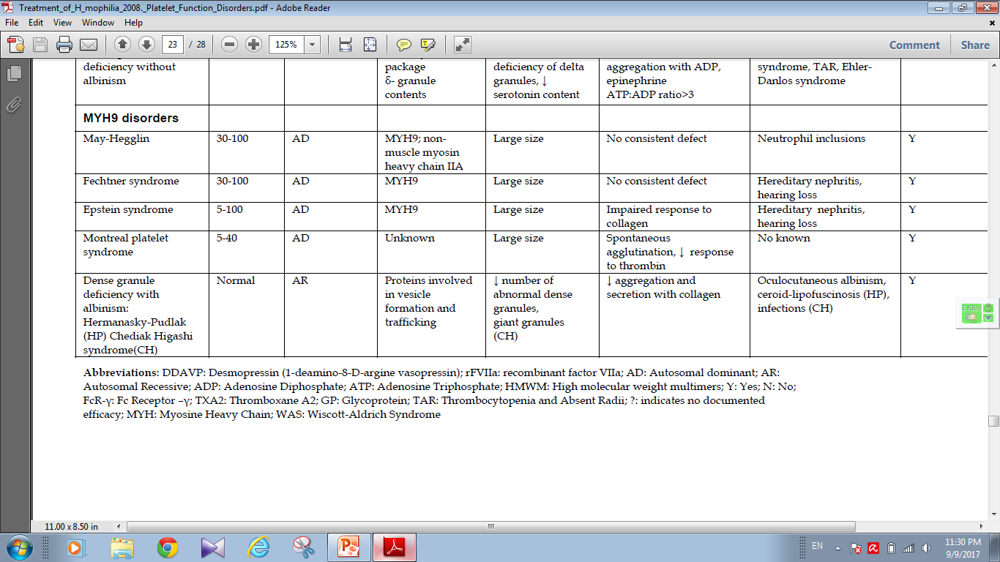 Treatment_of_H_mophilia_2008._Platelet_Function_Disorders.pdf - Adobe Reader
File Edit View Window Help
23 / 28 125% Comment Share
deficiency without albinism
package δ- granule contents
deficiency of delta granules, ↓ serotonin content
aggregation with ADP, epinephrine ATP:ADP ratio>3
syndrome, TAR, Ehler-Danlos syndrome
MYH9 disorders
May-Hegglin 30-100 AD MYH9; non- Large size No consistent defect Neutrophil inclusions Y
muscle myosin
heavy chain IIA
Fechtner syndrome 30-100 AD MYH9 Large size No consistent defect Hereditary nephritis, Y
hearing loss
Epstein syndrome 5-100 AD MYH9 Large size Impaired response to Hereditary nephritis, Y
collagen hearing loss
Montreal platelet 5-40 AD Unknown Large size Spontaneous No known Y
syndrome agglutination, ↓ response
to thrombin
Dense granule Normal AR Proteins involved ↓ number of ↓ aggregation and Oculocutaneous albinism, Y
deficiency with in vesicle abnormal dense secretion with collagen ceroid-lipofuscinosis (HP),
albinism: formation and granules, infections (CH)
Hermanasky-Pudlak trafficking giant granules
(HP) Chediak Higashi (CH)
syndrome(CH)
Abbreviations: DDAVP: Desmopressin (1-deamino-8-D-argine vasopressin); rFVIIa: recombinant factor VIIa; AD: Autosomal dominant; AR:
Autosomal Recessive; ADP: Adenosine Diphosphate; ATP: Adenosine Triphosphate; HMWM: High molecular weight multimers; Y: Yes; N: No;
FcR-γ: Fc Receptor –γ; TXA2: Thromboxane A2; GP: Glycoprotein; TAR: Thrombocytopenia and Absent Radii; ?: indicates no documented
efficacy; MYH: Myosine Heavy Chain; WAS: Wiscott-Aldrich Syndrome
11.00 x 8.50 in
EN 11:30 PM
9/9/2017